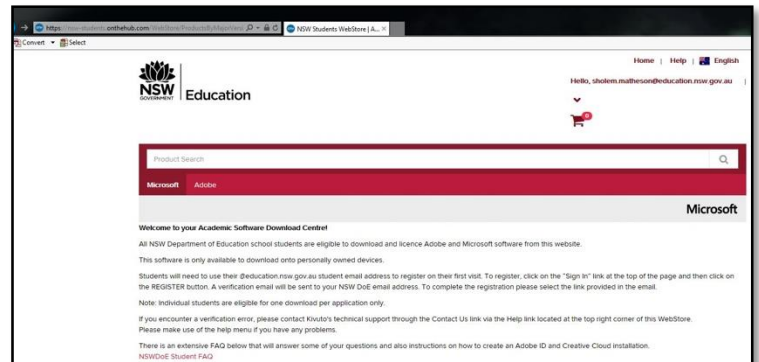 https://nsw-students.onthehub.com/WebStore/ProductsByMajorVersi
NSW Students WebStore | A...
Convert Select
Home | Help | English
Hello, sholem.matheson@education.nsw.gov.au |
NSW GOVERNMENT Education
0
Product Search
Microsoft Adobe
Microsoft
Welcome to your Academic Software Download Centre!
All NSW Department of Education school students are eligible to download and licence Adobe and Microsoft software from this website.
This software is only available to download onto personally owned devices.
Students will need to use their @education.nsw.gov.au student email address to register on their first visit. To register, click on the "Sign In" link at the top of the page and then click on
the REGISTER button. A verification email will be sent to your NSW DoE email address. To complete the registration please select the link provided in the email.
Note: Individual students are eligible for one download per application only.
If you encounter a verification error, please contact Kivuto's technical support through the Contact Us link via the Help link located at the top right corner of this WebStore.
Please make use of the help menu if you have any problems.
There is an extensive FAQ below that will answer some of your questions and also instructions on how to create an Adobe ID and Creative Cloud installation.
NSWDoE Student FAQ